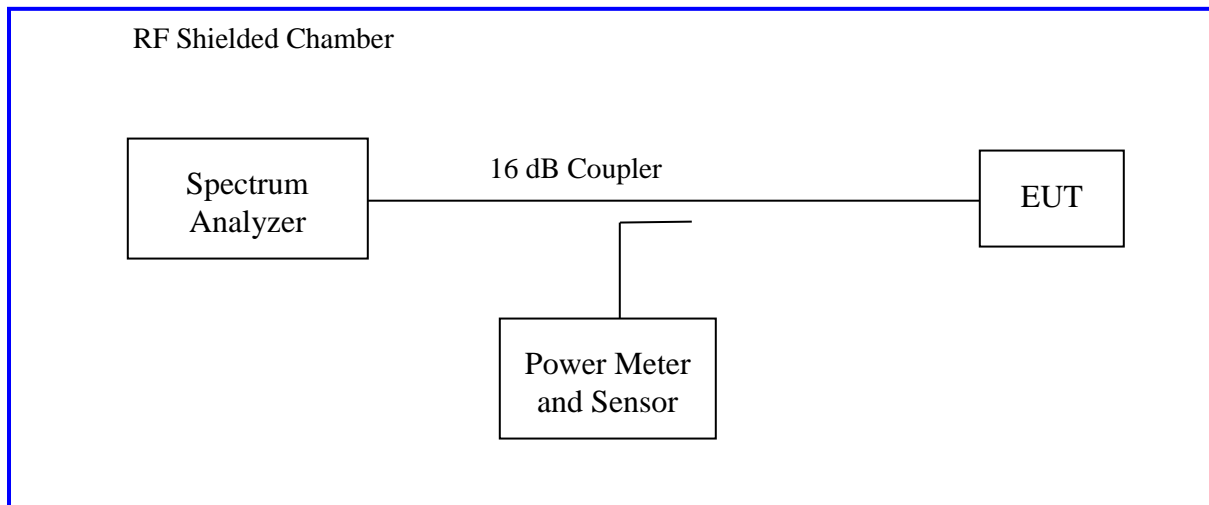 RF Shielded Chamber
16 dB Coupler
Spectrum
Analyzer
EUT
Power Meter
and Sensor